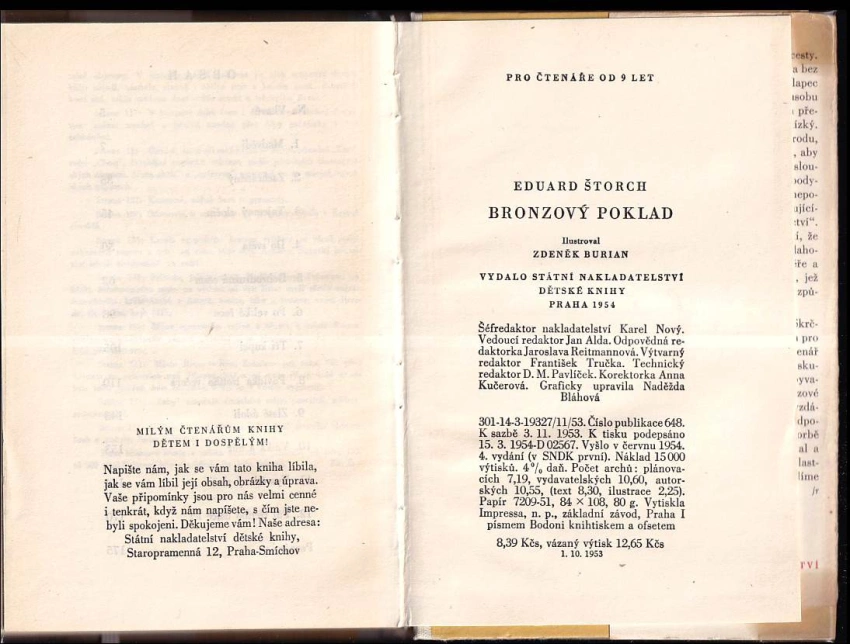 MILÝM ČTENÁŘŮM KNIHY
DĚTEM I DOSPĚLÝM!
Napište nám, jak se vám tato kniha líbila,
jak se vám líbil její obsah, obrázky a úprava.
Vaše připomínky jsou pro nás velmi cenné
i tenkrát, když nám napíšete, s čím jste ne-
byli spokojeni. Děkujeme vám! Naše adresa:
Státní nakladatelství dětské knihy,
Staropramenná 12, Praha-Smíchov
PRO ČTENÁŘE OD 9 LET
EDUARD ŠTORCH
BRONZOVÝ POKLAD
Ilustroval
ZDENĚK BURIAN
VYDALO STÁTNÍ NAKLADATELSTVÍ
DĚTSKÉ KNIHY
PRAHA 1954
Šéfredaktor nakladatelství Karel Nový.
Vedoucí redaktor Jan Alda. Odpovědná re-
daktorka Jaroslava Reitmannová. Výtvarný
redaktor František Tručka. Technický
redaktor D. M. Pavlíček. Korektorka Anna
Kučerová. Graficky upravila Naděžda
Bláhová
301-14-3-19327/11/53. Číslo publikace 648.
K sazbě 3. 11. 1953. K tisku podepsáno
15. 3. 1954-D 02567. Vyšlo v červnu 1954.
4. vydání (v SNDK první). Náklad 15 000
výtisků. 4% daň. Počet archů: plánova-
cích 7,19, vydavatelských 10,60, autor-
ských 10,55, (text 8,30, ilustrace 2,25).
Papír 7209-51, 84 × 108, 80 g. Vytiskla
Impressa, n. p., základní závod, Praha I
písmem Bodoni knihtiskem a ofsetem
8,39 Kčs, vázaný výtisk 12,65 Kčs
1. 10. 1953